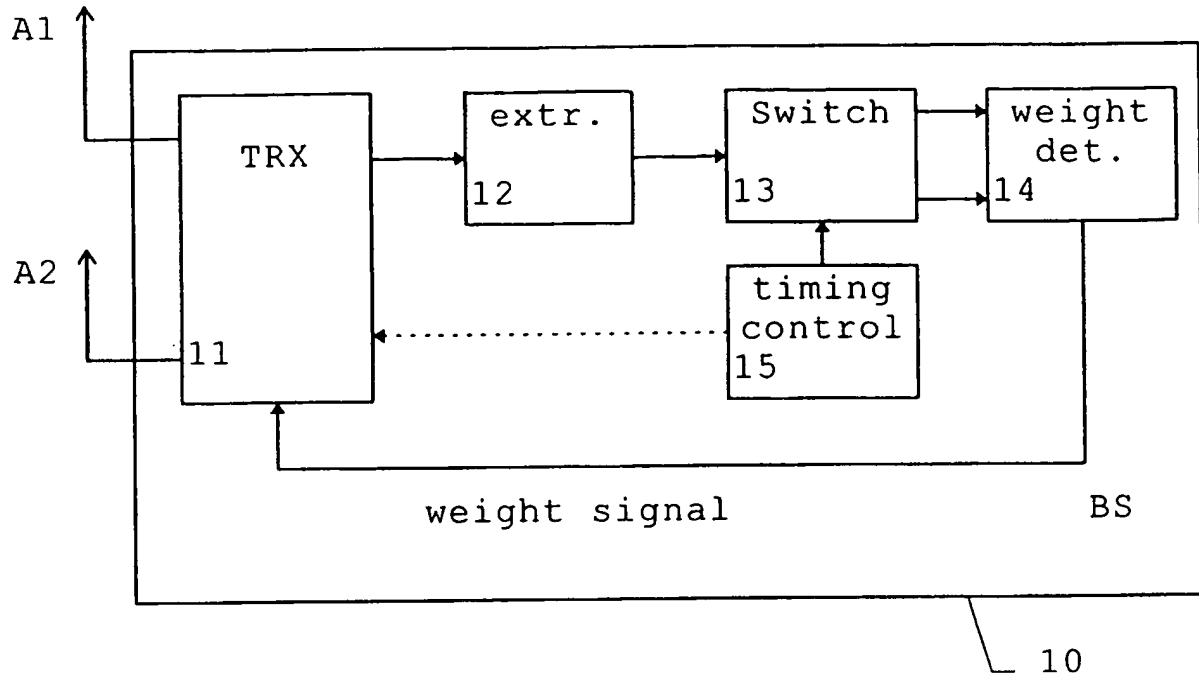 A1
TRX
11
extr.
12
Switch
13
weight
det.
14
A2
timing
control
15
weight signal
BS
10